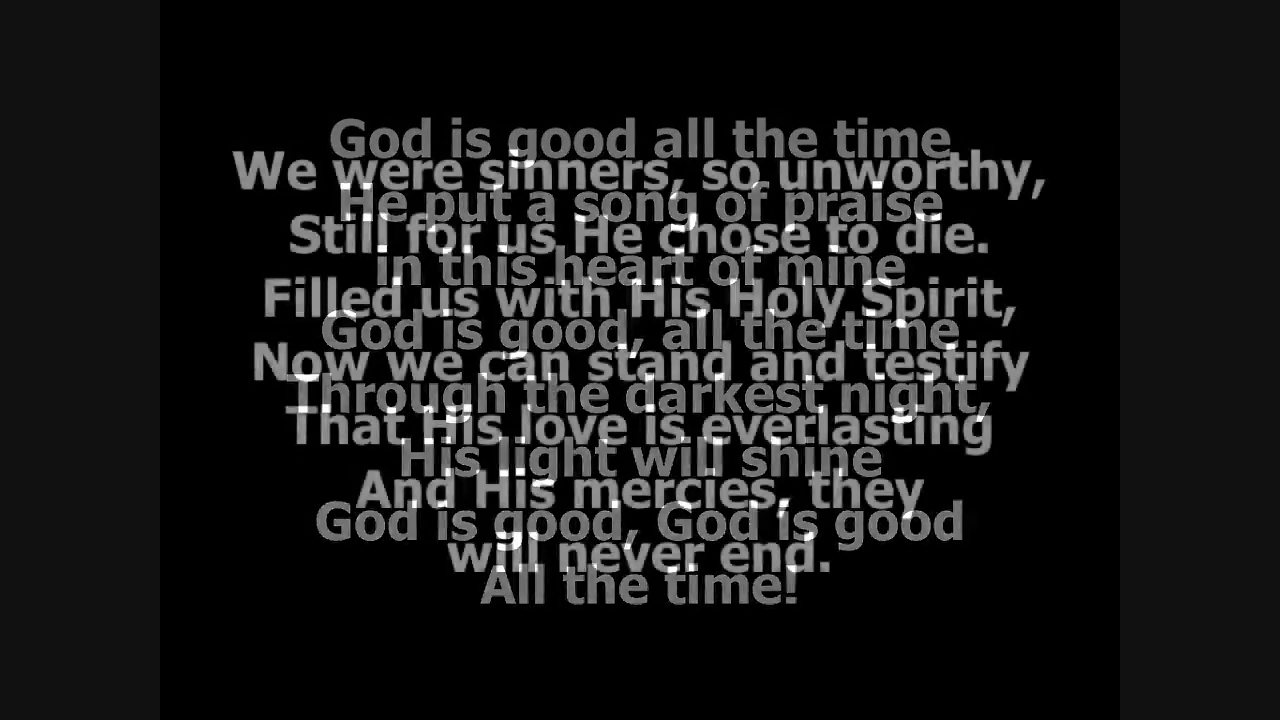 God is good all the time
We were sinners, so unworthy,
He put a song of praise
Still for us He chose to die.
in this heart of mine
Filled us with His Holy Spirit,
God is good, all the time
Now we can stand and testify
Through the darkest night,
That His love is everlasting
His light will shine
And His mercies, they
God is good, God is good
will never end.
All the time!